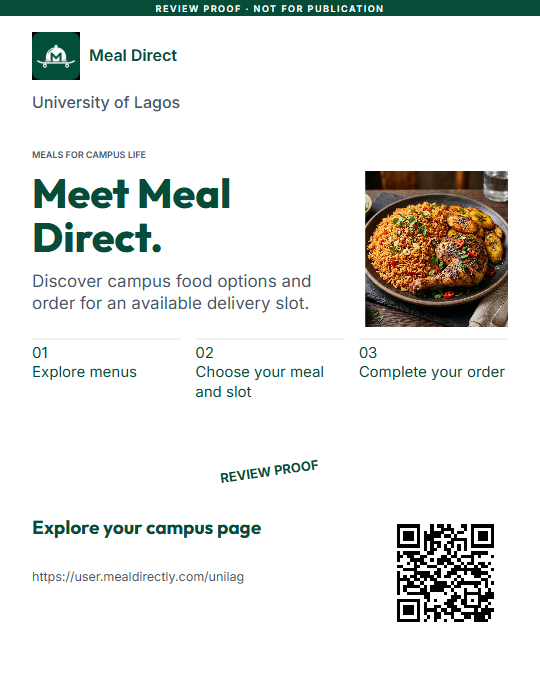 REVIEW PROOF · NOT FOR PUBLICATION
M
Meal Direct
University of Lagos
MEALS FOR CAMPUS LIFE
Meet Meal
Direct.
Discover campus food options and
order for an available delivery slot.
01
Explore menus
02
Choose your meal
and slot
03
Complete your order
REVIEW PROOF
Explore your campus page
https://user.mealdirectly.com/unilag